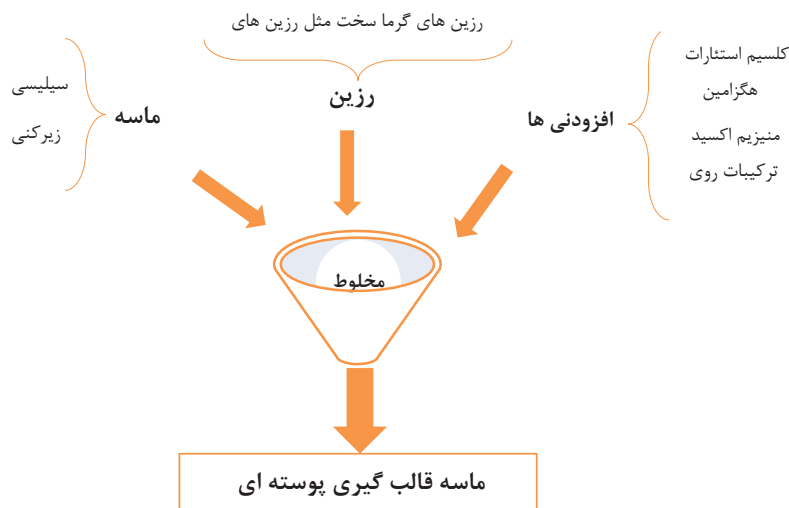 رزین های گرما سخت مثل رزین های
رزین
کلسیم استئارات
هگزامین
منیزیم اکسید
ترکیبات روی
افزودنی ها
ماسه
سیلیسی
زیرکنی
مخلوط
ماسه قالب گیری پوسته ای